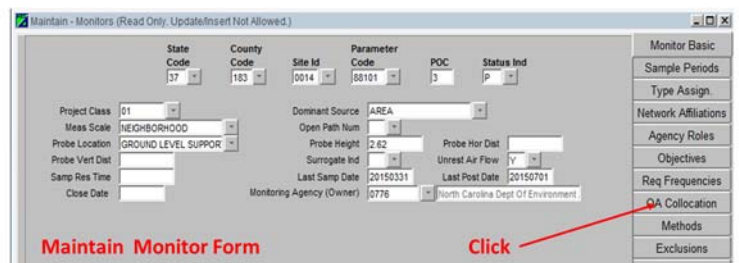 Maintain - Monitors (Read Only. Update/Insert Not Allowed.)
State Code County Code Site Id Parameter Code POC Status Ind
37 183 0014 88101 3 P
Project Class 01 Dominant Source AREA
Meas Scale NEIGHBORHOOD Open Path Num
Probe Location GROUND LEVEL SUPPOR Probe Height 2.62 Probe Hor Dist
Probe Vert Dist Surrogate Ind Unrest Air Flow Y
Samp Res Time Last Samp Date 20150331 Last Post Date 20150701
Close Date Monitoring Agency (Owner) 0776 North Carolina Dept Of Environment .
Maintain Monitor Form Click
Monitor Basic
Sample Periods
Type Assign.
Network Affiliations
Agency Roles
Objectives
Req Frequencies
QA Collocation
Methods
Exclusions